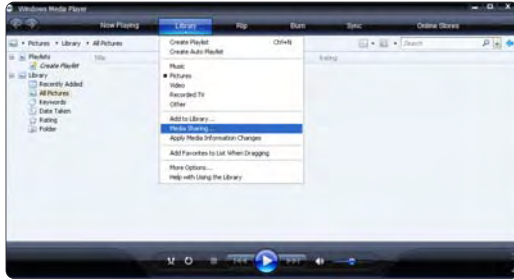 Windows Media Player
Now Playing
Library
Rip
Burn
Sync
Online Stores
Pictures
Library
All Pictures
Search
Playlists
Create Playlist
Library
Recently Added
All Pictures
Keywords
Date Taken
Rating
Folder
Title
Rating
Create Playlist Ctrl+N
Create Auto Playlist
Music
Pictures
Video
Recorded TV
Other
Add to Library...
Media Sharing...
Apply Media Information Changes
Add Favorites to List When Dragging
More Options...
Help with Using the Library